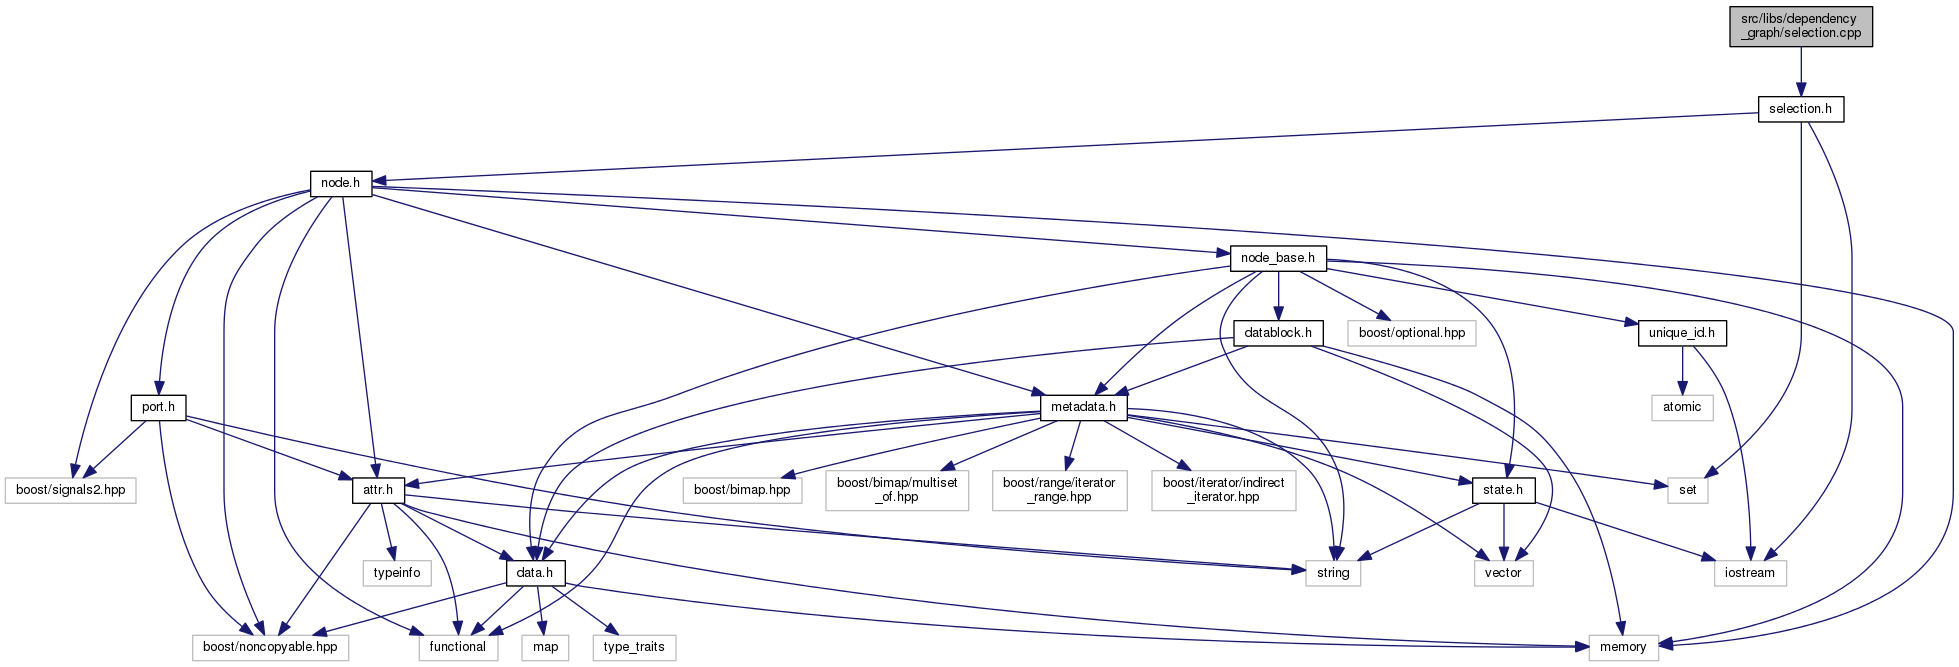 src/libs/dependency
_graph/selection.cpp
selection.h
node.h
node_base.h
datablock.h
boost/optional.hpp
unique_id.h
port.h
metadata.h
atomic
boost/signals2.hpp
attr.h
boost/bimap.hpp
boost/bimap/multiset
_of.hpp
boost/range/iterator
_range.hpp
boost/iterator/indirect
_iterator.hpp
state.h
set
typeinfo
data.h
string
vector
iostream
boost/noncopyable.hpp
functional
map
type_traits
memory